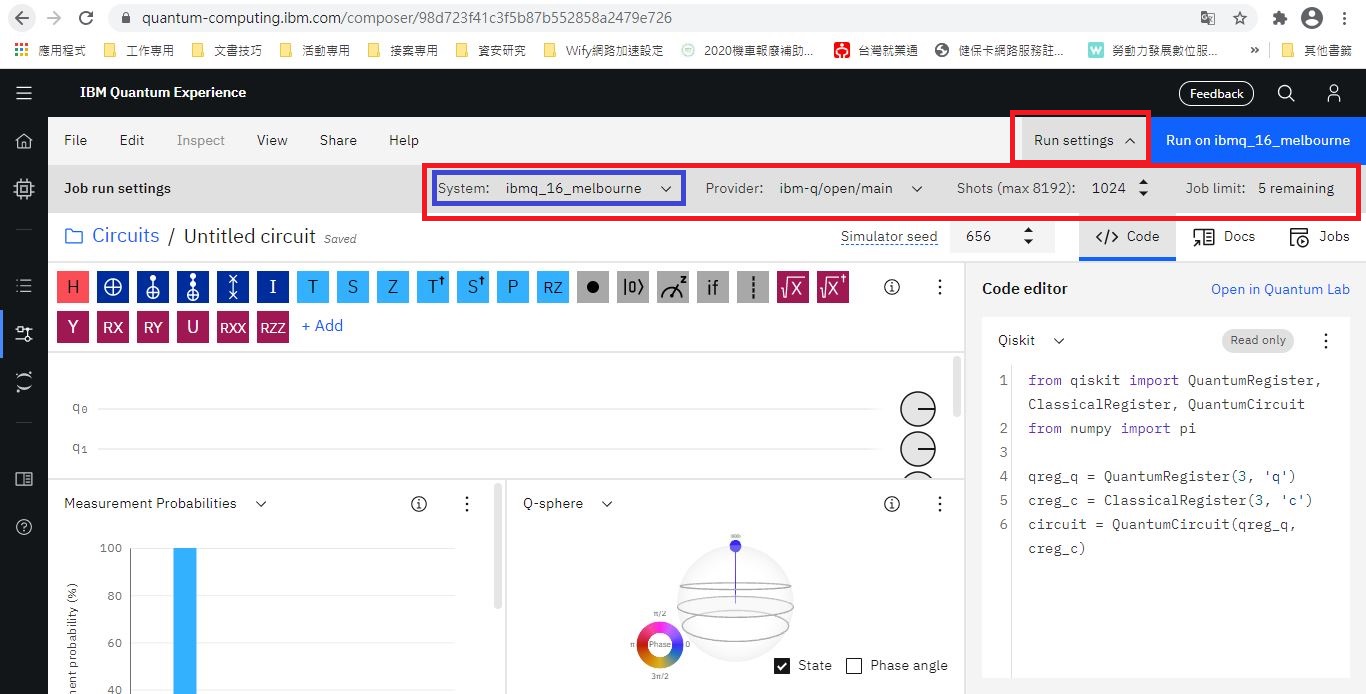 quantum-computing.ibm.com/composer/98d723f41c3f5b87b552858a2479e726
應用程式 工作專用 文書技巧 活動專用 接案專用 資安研究 Wify網路加速設定 2020機車報廢補助... 台灣就業通 健保卡網路服務註... W 勞動力發展數位服... » 其他書籤
IBM Quantum Experience Feedback
File Edit Inspect View Share Help Run settings Run on ibmq_16_melbourne
Job run settings System: ibmq_16_melbourne Provider: ibm-q/open/main Shots (max 8192): 1024 Job limit: 5 remaining
Circuits / Untitled circuit Saved Simulator seed 656 </> Code Docs Jobs
H I T S Z T† S† P RZ |0⟩ z if √X √X†
Y RX RY U RXX RZZ + Add
q0
q1
Code editor Open in Quantum Lab
Qiskit Read only
1 from qiskit import QuantumRegister,
ClassicalRegister, QuantumCircuit
2 from numpy import pi
3
4 qreg_q = QuantumRegister(3, 'q')
5 creg_c = ClassicalRegister(3, 'c')
6 circuit = QuantumCircuit(qreg_q,
creg_c)
Measurement Probabilities
100
80
60
40
ment probability (%)
Q-sphere
π/2
π Phase 0
3π/2
State Phase angle